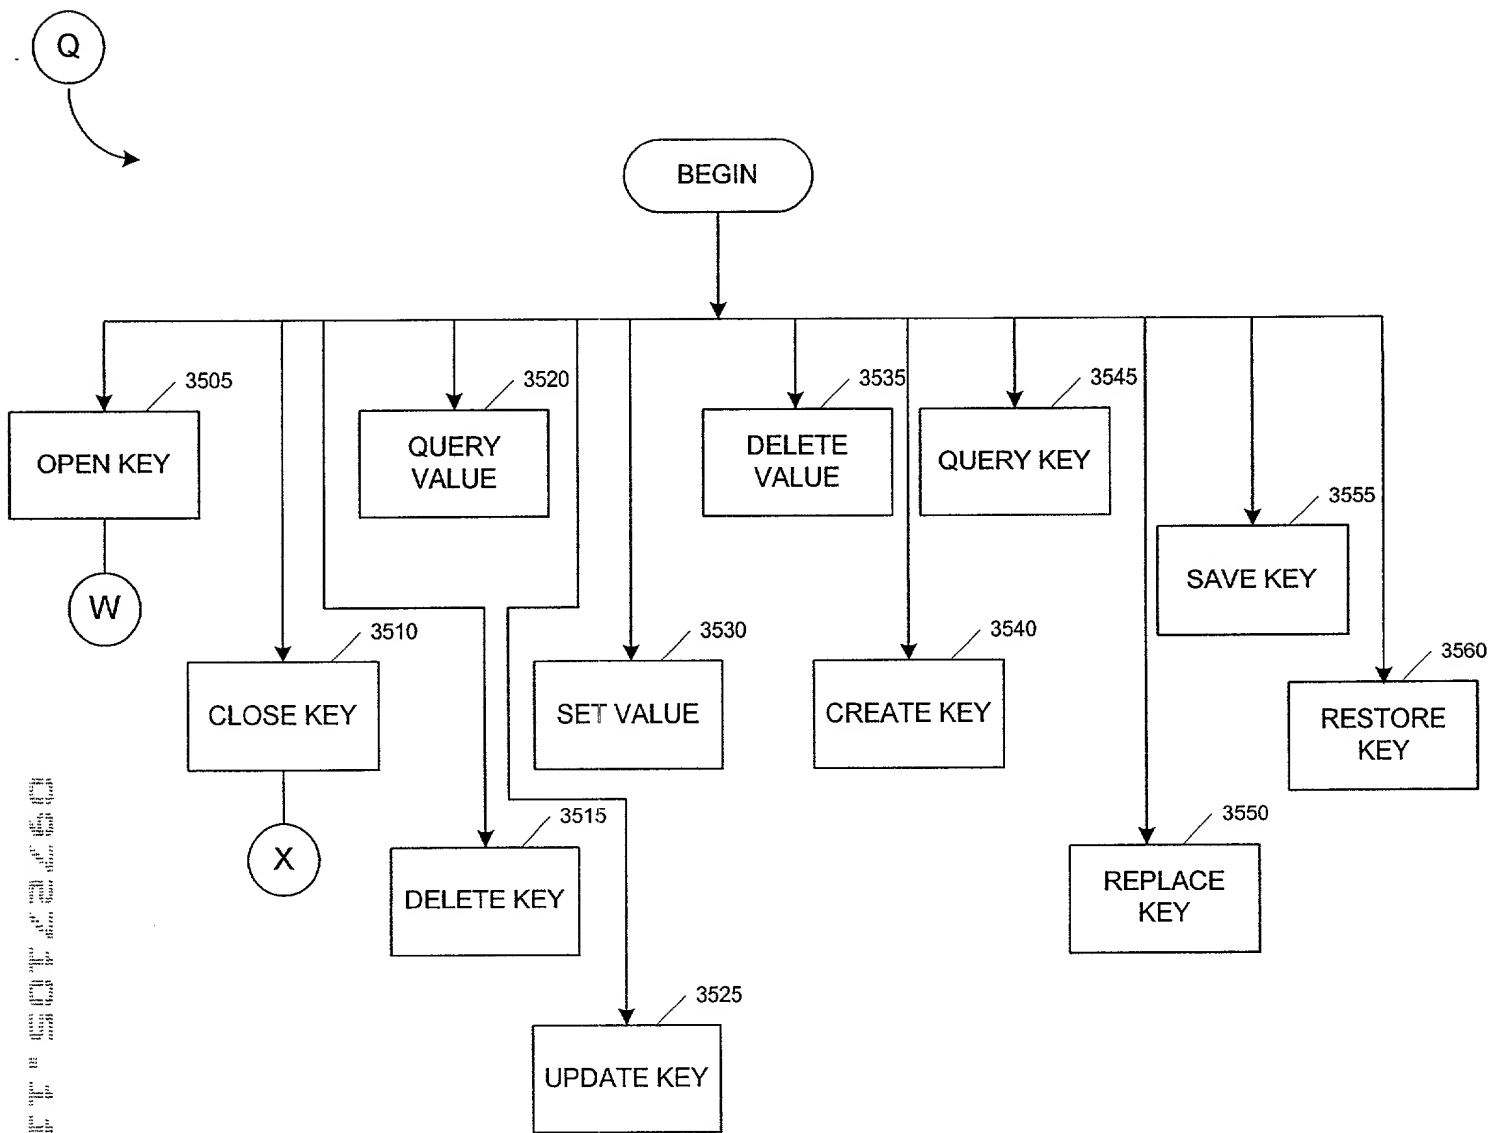 Q
BEGIN
3505
OPEN KEY
W
3520
QUERY
VALUE
3535
DELETE
VALUE
3545
QUERY KEY
3555
SAVE KEY
3510
CLOSE KEY
X
3530
SET VALUE
3540
CREATE KEY
3560
RESTORE
KEY
3515
DELETE KEY
3550
REPLACE
KEY
3525
UPDATE KEY